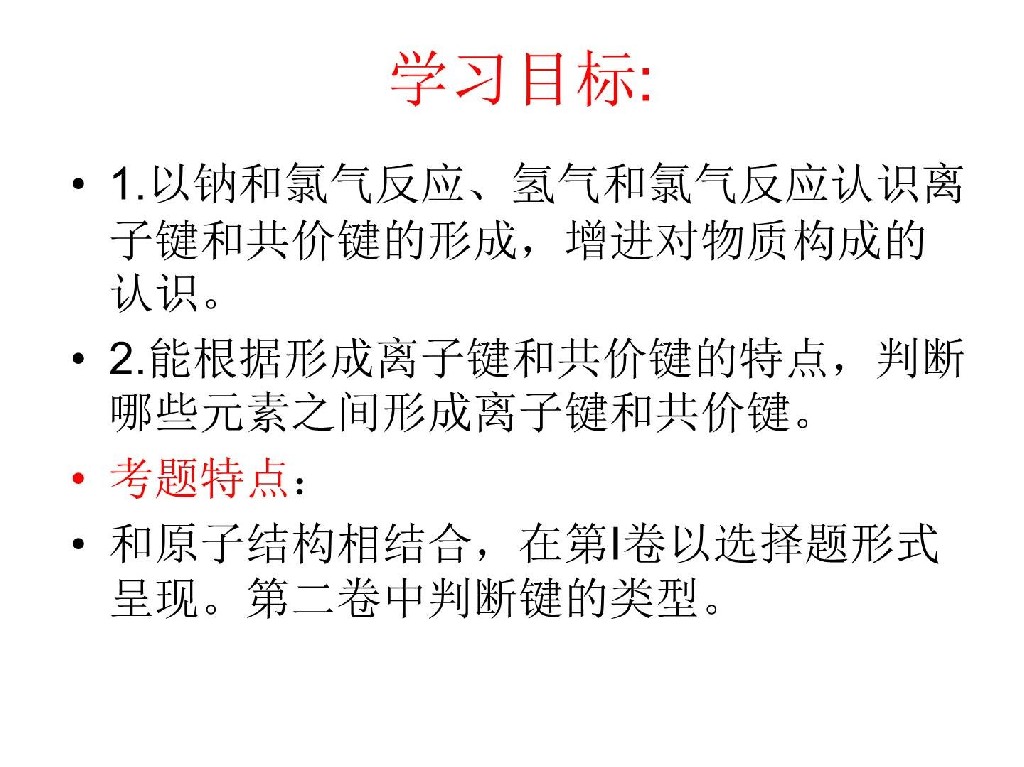 学习目标:
• 1.以钠和氯气反应、氢气和氯气反应认识离
子键和共价键的形成，增进对物质构成的
认识。
• 2.能根据形成离子键和共价键的特点，判断
哪些元素之间形成离子键和共价键。
• 考题特点：
• 和原子结构相结合，在第I卷以选择题形式
呈现。第二卷中判断键的类型。